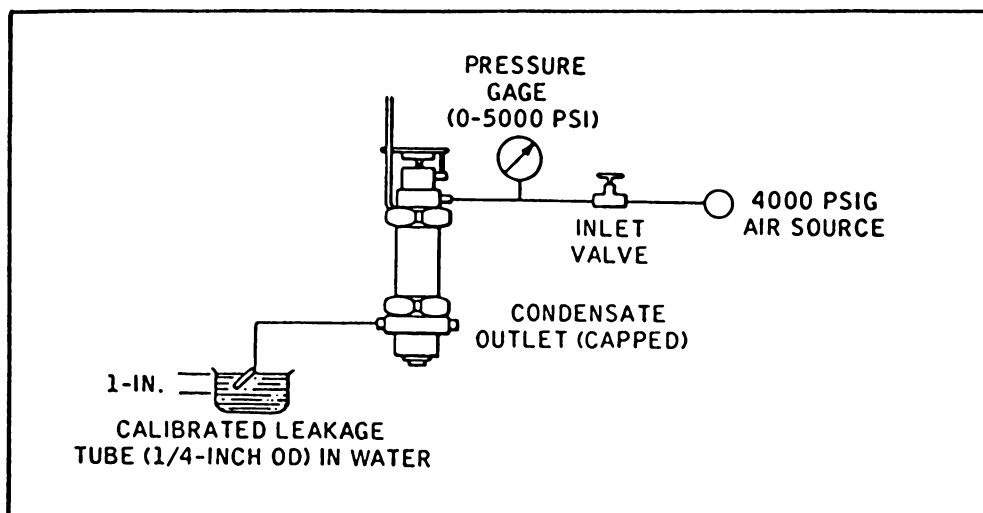 PRESSURE
GAGE
(0-5000 PSI)
4000 PSIG
AIR SOURCE
INLET
VALVE
CONDENSATE
OUTLET (CAPPED)
1-IN.
CALIBRATED LEAKAGE
TUBE (1/4-INCH OD) IN WATER